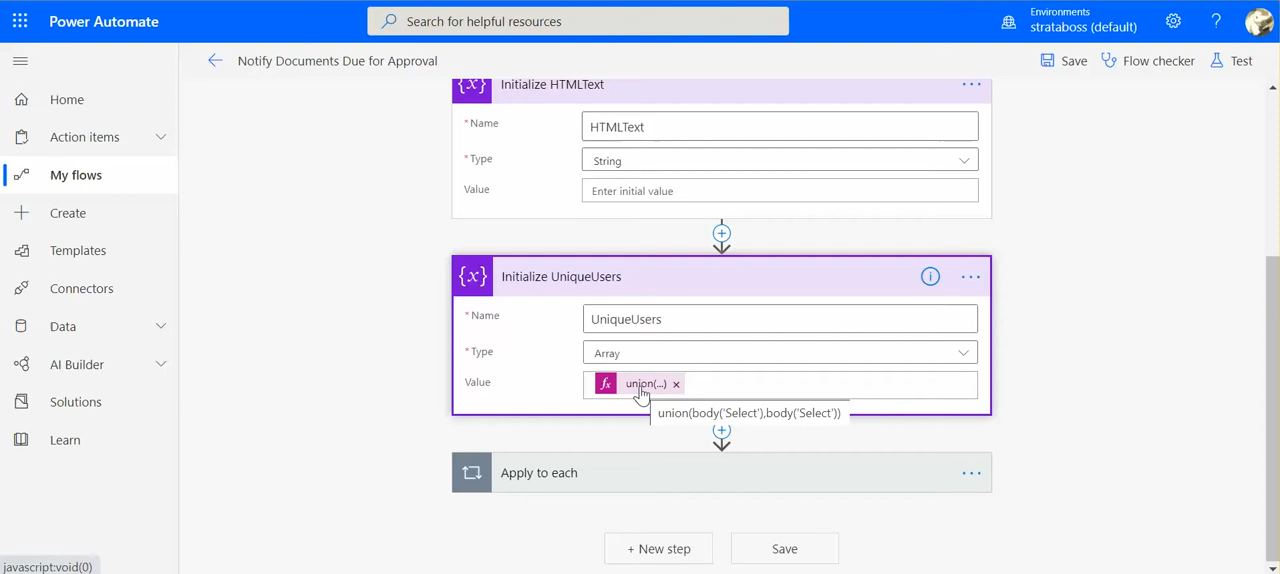 Power Automate
Search for helpful resources
Environments
strataboss (default)
?
Notify Documents Due for Approval
Save
Flow checker
Test
Home
Action items
My flows
Create
Templates
Connectors
Data
AI Builder
Solutions
Learn
{x} Initialize HTMLText ...
* Name HTMLText
* Type String
Value Enter initial value
{x} Initialize UniqueUsers i ...
* Name UniqueUsers
* Type Array
Value fx union(...) ×
union(body('Select'),body('Select'))
Apply to each ...
+ New step Save
javascript:void(0)